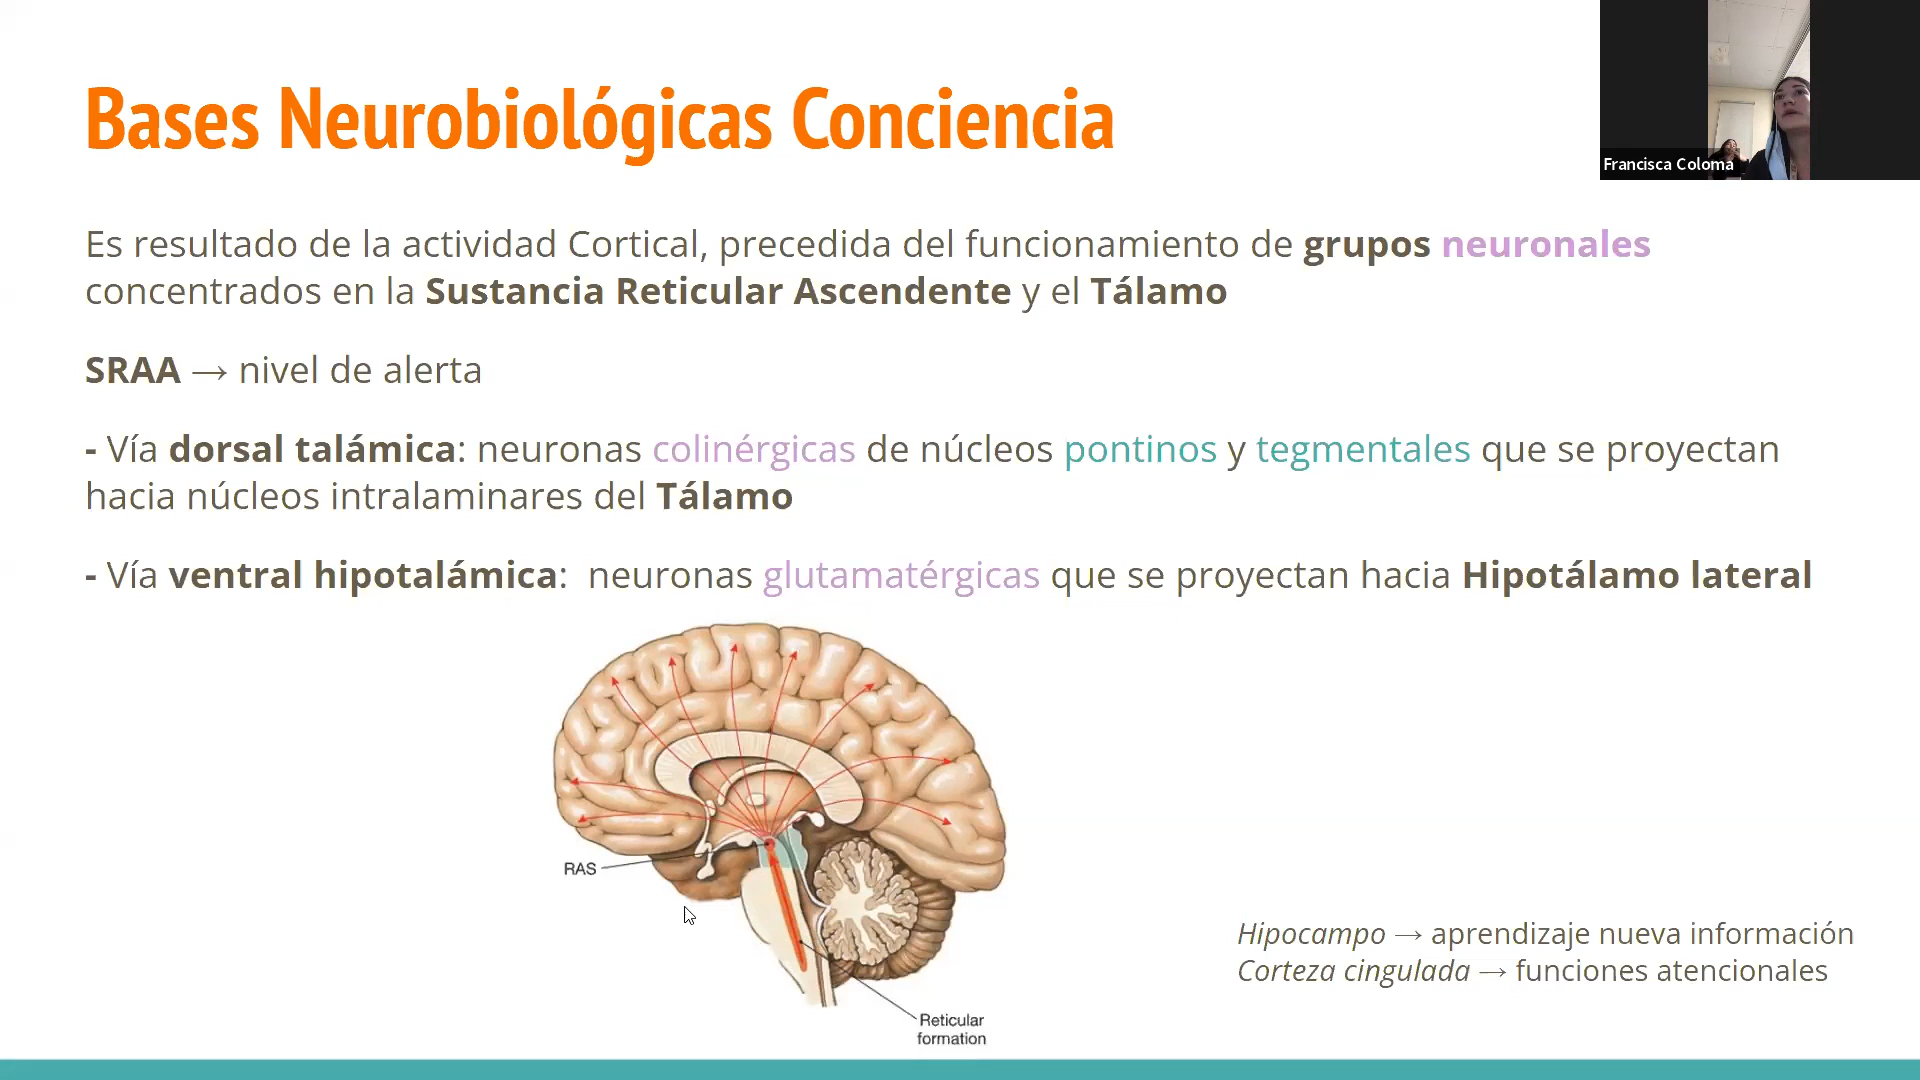 Bases Neurobiológicas Conciencia
Francisca Coloma
Es resultado de la actividad Cortical, precedida del funcionamiento de grupos neuronales
concentrados en la Sustancia Reticular Ascendente y el Tálamo
SRAA → nivel de alerta
- Vía dorsal talámica: neuronas colinérgicas de núcleos pontinos y tegmentales que se proyectan
hacia núcleos intralaminares del Tálamo
- Vía ventral hipotalámica: neuronas glutamatérgicas que se proyectan hacia Hipotálamo lateral
RAS
Hipocampo → aprendizaje nueva información
Corteza cingulada → funciones atencionales
Reticular
formation